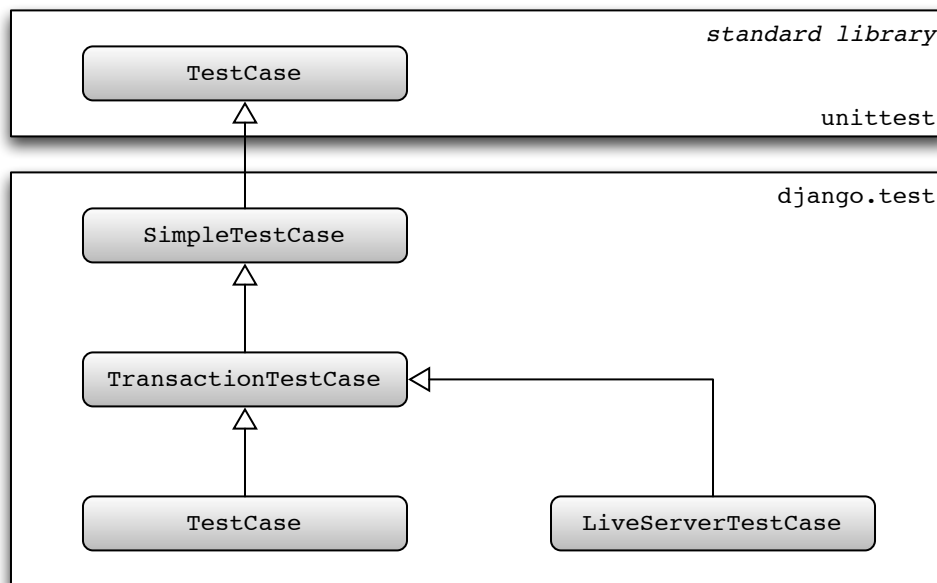 standard library
TestCase
unittest
django.test
SimpleTestCase
TransactionTestCase
TestCase
LiveServerTestCase